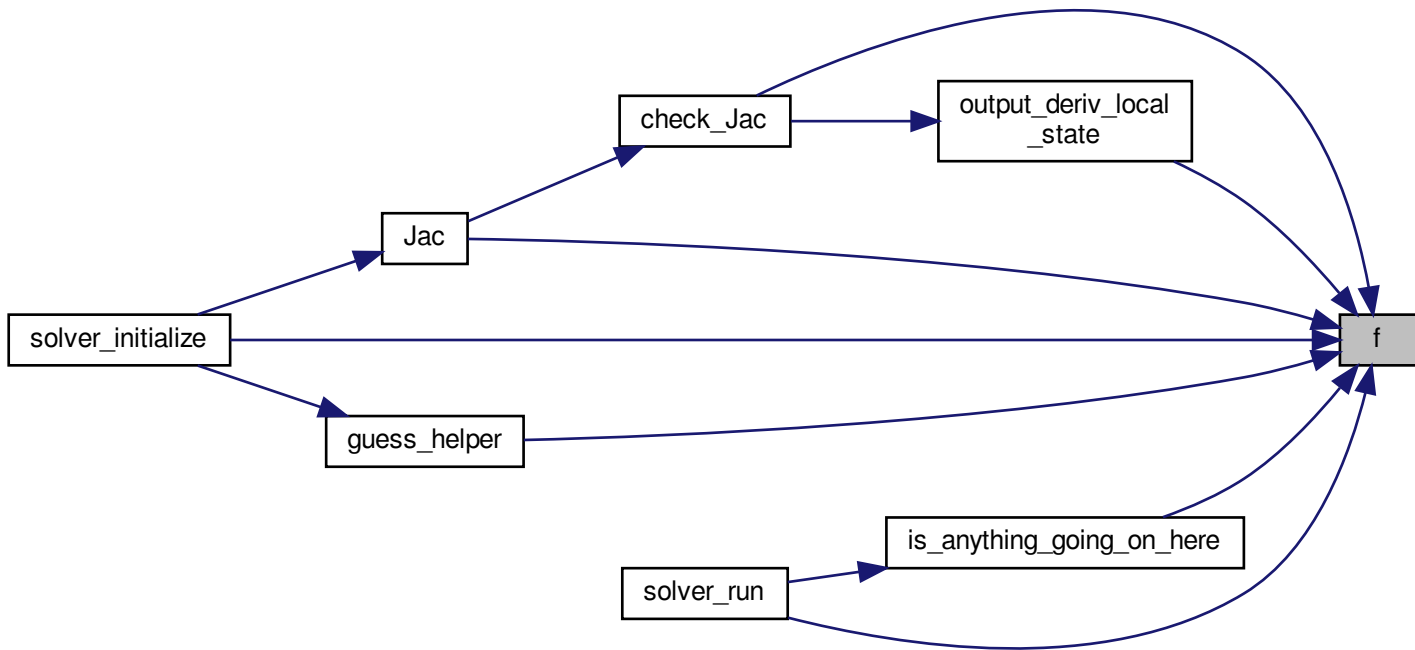 output_deriv_local
_state
check_Jac
Jac
solver_initialize
f
guess_helper
is_anything_going_on_here
solver_run